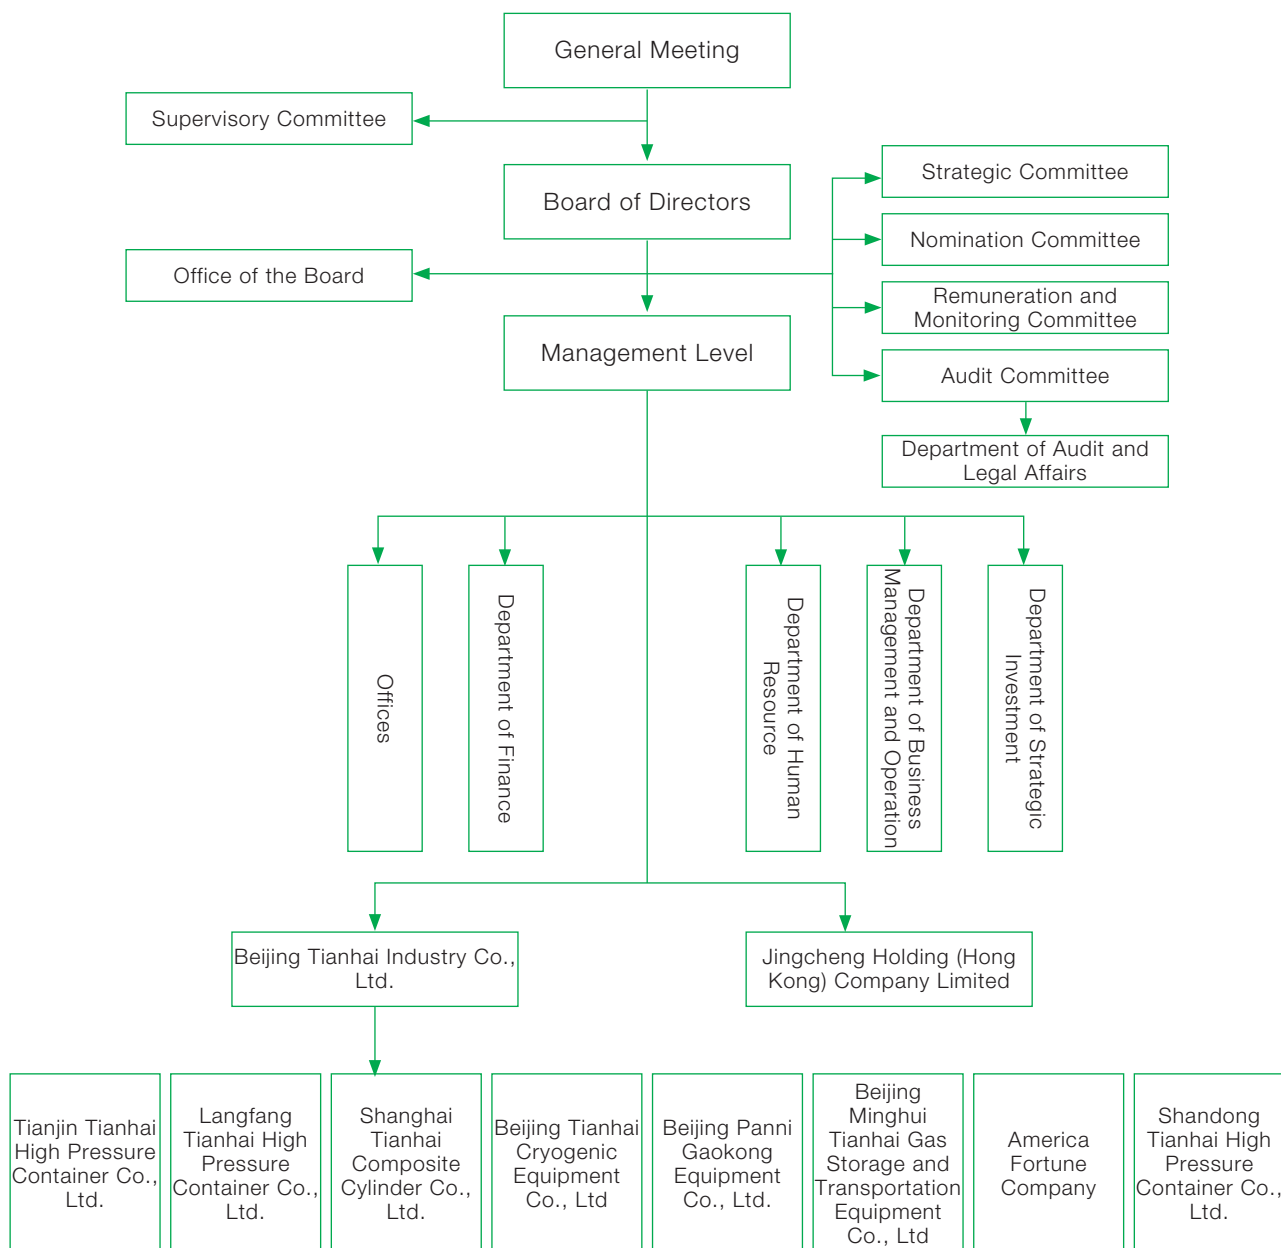 General Meeting
Supervisory Committee
Strategic Committee
Board of Directors
Nomination Committee
Office of the Board
Remuneration and
Monitoring Committee
Management Level
Audit Committee
Department of Audit and
Legal Affairs
Offices
Department of Finance
Department of Human
Resource
Department of Business
Management and Operation
Department of Strategic
Investment
Beijing Tianhai Industry Co.,
Ltd.
Jingcheng Holding (Hong
Kong) Company Limited
Tianjin Tianhai
High Pressure
Container Co.,
Ltd.
Langfang
Tianhai High
Pressure
Container Co.,
Ltd.
Shanghai
Tianhai
Composite
Cylinder Co.,
Ltd.
Beijing Tianhai
Cryogenic
Equipment
Co., Ltd
Beijing Panni
Gaokong
Equipment
Co., Ltd.
Beijing
Minghui
Tianhai Gas
Storage and
Transportation
Equipment
Co., Ltd
America
Fortune
Company
Shandong
Tianhai High
Pressure
Container Co.,
Ltd.